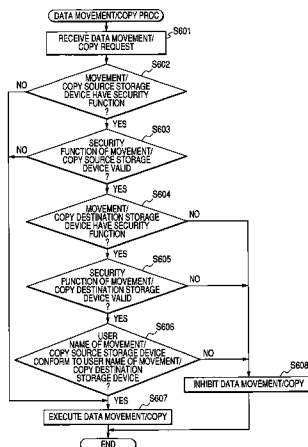 DATA MOVEMENT/COPY PROC
S601
RECEIVE DATA MOVEMENT/
COPY REQUEST
S602
MOVEMENT/
COPY SOURCE STORAGE
DEVICE HAVE SECURITY
FUNCTION
?
NO
YES
S603
SECURITY
FUNCTION OF MOVEMENT/
COPY SOURCE STORAGE
DEVICE VALID
?
NO
YES
S604
MOVEMENT/
COPY DESTINATION STORAGE
DEVICE HAVE SECURITY
FUNCTION
?
NO
YES
S605
SECURITY
FUNCTION OF MOVEMENT/
COPY DESTINATION STORAGE
DEVICE VALID
?
NO
YES
S606
USER
NAME OF MOVEMENT/
COPY SOURCE STORAGE DEVICE
CONFORM TO USER NAME OF MOVEMENT/
COPY DESTINATION
STORAGE DEVICE
?
NO
YES
S608
INHIBIT DATA MOVEMENT/COPY
S607
EXECUTE DATA MOVEMENT/COPY
END